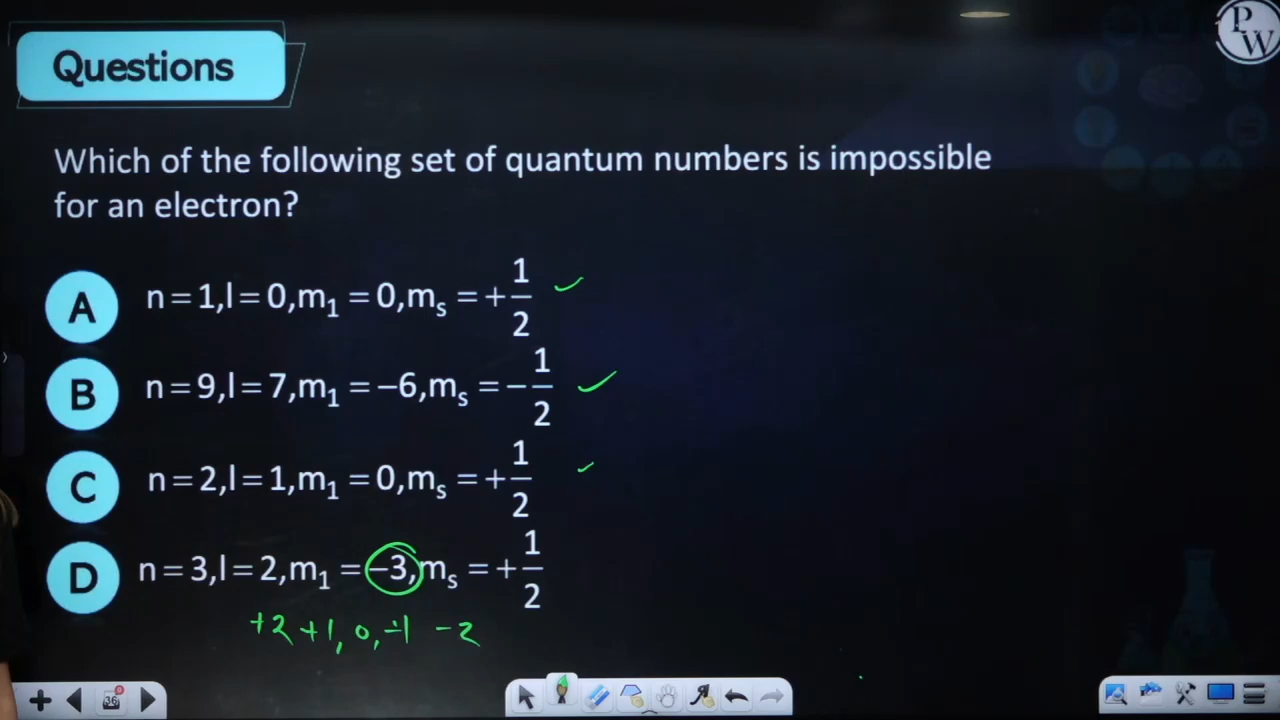 Questions
P
W
Which of the following set of quantum numbers is impossible
for an electron?
A n = 1, l = 0, m₁ = 0, mₛ = + 1/2 ✓
B n = 9, l = 7, m₁ = −6, mₛ = − 1/2 ✓
C n = 2, l = 1, m₁ = 0, mₛ = + 1/2 ✓
D n = 3, l = 2, m₁ = −3, mₛ = + 1/2
+2 +1, 0, -1 -2
36